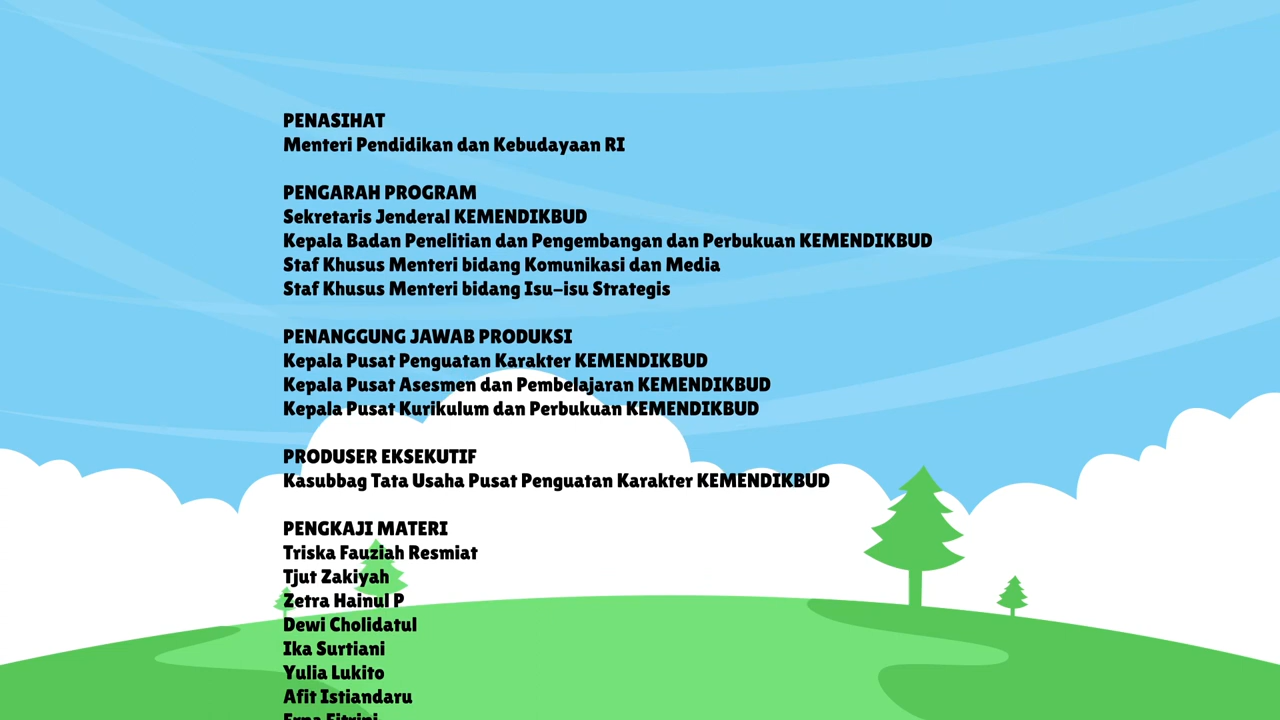 PENASIHAT
Menteri Pendidikan dan Kebudayaan RI
PENGARAH PROGRAM
Sekretaris Jenderal KEMENDIKBUD
Kepala Badan Penelitian dan Pengembangan dan Perbukuan KEMENDIKBUD
Staf Khusus Menteri bidang Komunikasi dan Media
Staf Khusus Menteri bidang Isu-isu Strategis
PENANGGUNG JAWAB PRODUKSI
Kepala Pusat Penguatan Karakter KEMENDIKBUD
Kepala Pusat Asesmen dan Pembelajaran KEMENDIKBUD
Kepala Pusat Kurikulum dan Perbukuan KEMENDIKBUD
PRODUSER EKSEKUTIF
Kasubbag Tata Usaha Pusat Penguatan Karakter KEMENDIKBUD
PENGKAJI MATERI
Triska Fauziah Resmiat
Tjut Zakiyah
Zetra Hainul P
Dewi Cholidatul
Ika Surtiani
Yulia Lukito
Afit Istiandaru